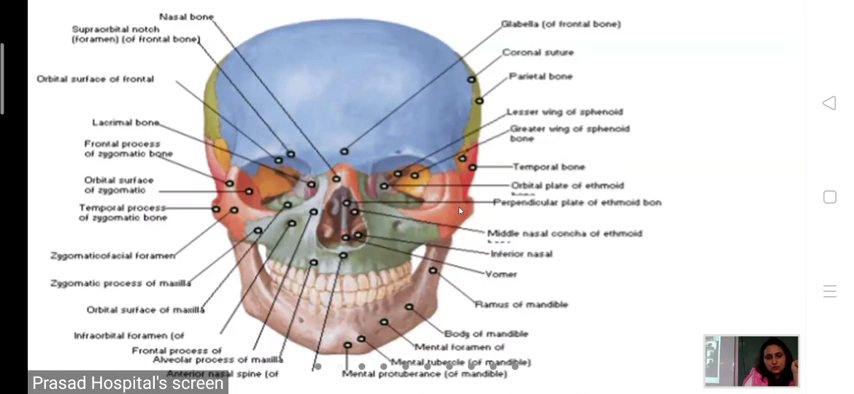 Nasal bone
Supraorbital notch
(foramen) (of frontal bone)
Orbital surface of frontal
Lacrimal bone
Frontal process
of zygomatic bone
Orbital surface
of zygomatic
Temporal process
of zygomatic bone
Zygomaticofacial foramen
Zygomatic process of maxilla
Orbital surface of maxilla
Infraorbital foramen (of
Frontal process of
Alveolar process of maxilla
Anterior nasal spine (of
Glabella (of frontal bone)
Coronal suture
Parietal bone
Lesser wing of sphenoid
Greater wing of sphenoid
bone
Temporal bone
Orbital plate of ethmoid
Perpendicular plate of ethmoid bon
Middle nasal concha of ethmoid
Inferior nasal
Vomer
Ramus of mandible
Body of mandible
Mental foramen of
Mental tubercle (of mandible)
Mental protuberance (of mandible)
Prasad Hospital's screen